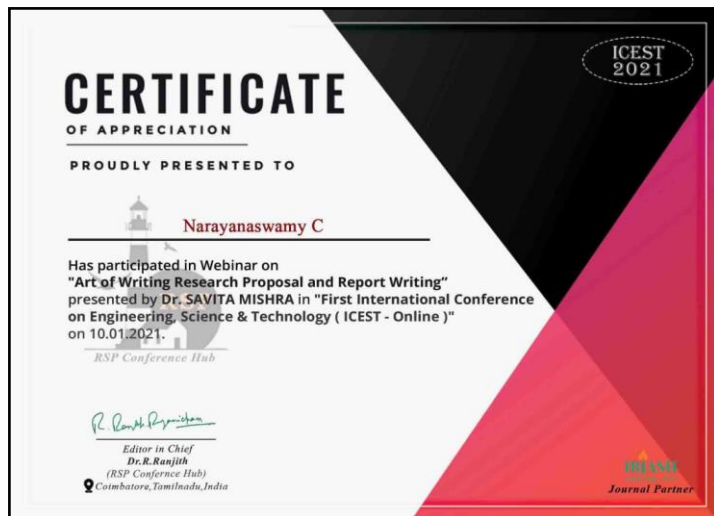 ICEST
2021
CERTIFICATE
OF APPRECIATION
PROUDLY PRESENTED TO
Narayanaswamy C
Has participated in Webinar on
"Art of Writing Research Proposal and Report Writing"
presented by Dr. SAVITA MISHRA in "First International Conference
on Engineering, Science & Technology ( ICEST - Online )"
on 10.01.2021.
RSP
RSP Conference Hub
Editor in Chief
Dr.R.Ranjith
(RSP Confernce Hub)
Coimbatore,Tamilnadu,India
Journal Partner